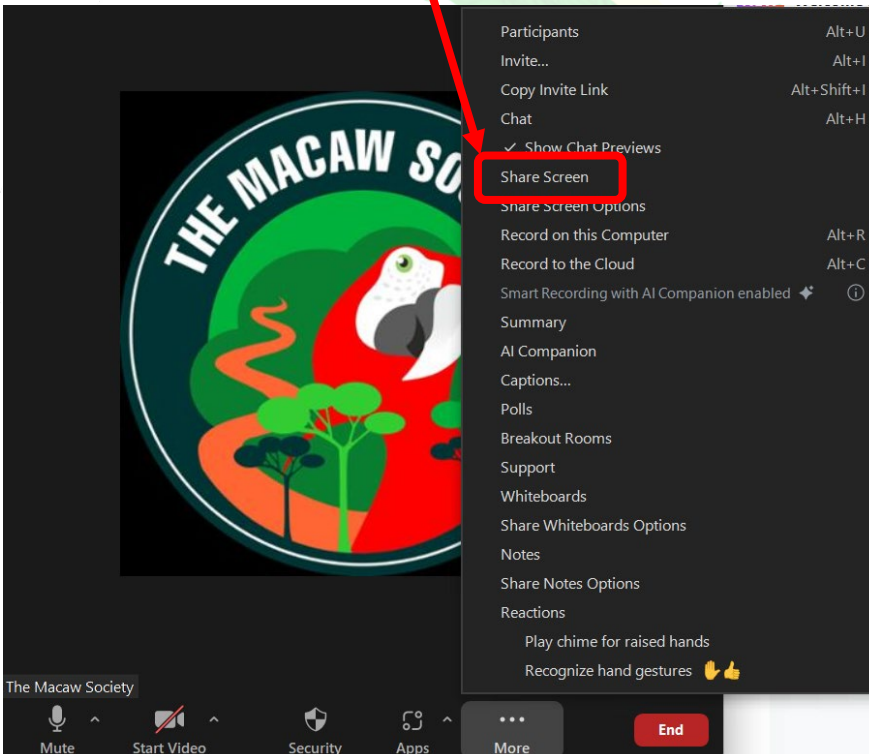 Participants Alt+U
Invite... Alt+I
Copy Invite Link Alt+Shift+I
Chat Alt+H
✓ Show Chat Previews
Share Screen
Share Screen Options
Record on this Computer Alt+R
Record to the Cloud Alt+C
Smart Recording with AI Companion enabled
Summary
AI Companion
Captions...
Polls
Breakout Rooms
Support
Whiteboards
Share Whiteboards Options
Notes
Share Notes Options
Reactions
Play chime for raised hands
Recognize hand gestures ✋👍
THE MACAW SO
The Macaw Society
Mute Start Video Security Apps More End